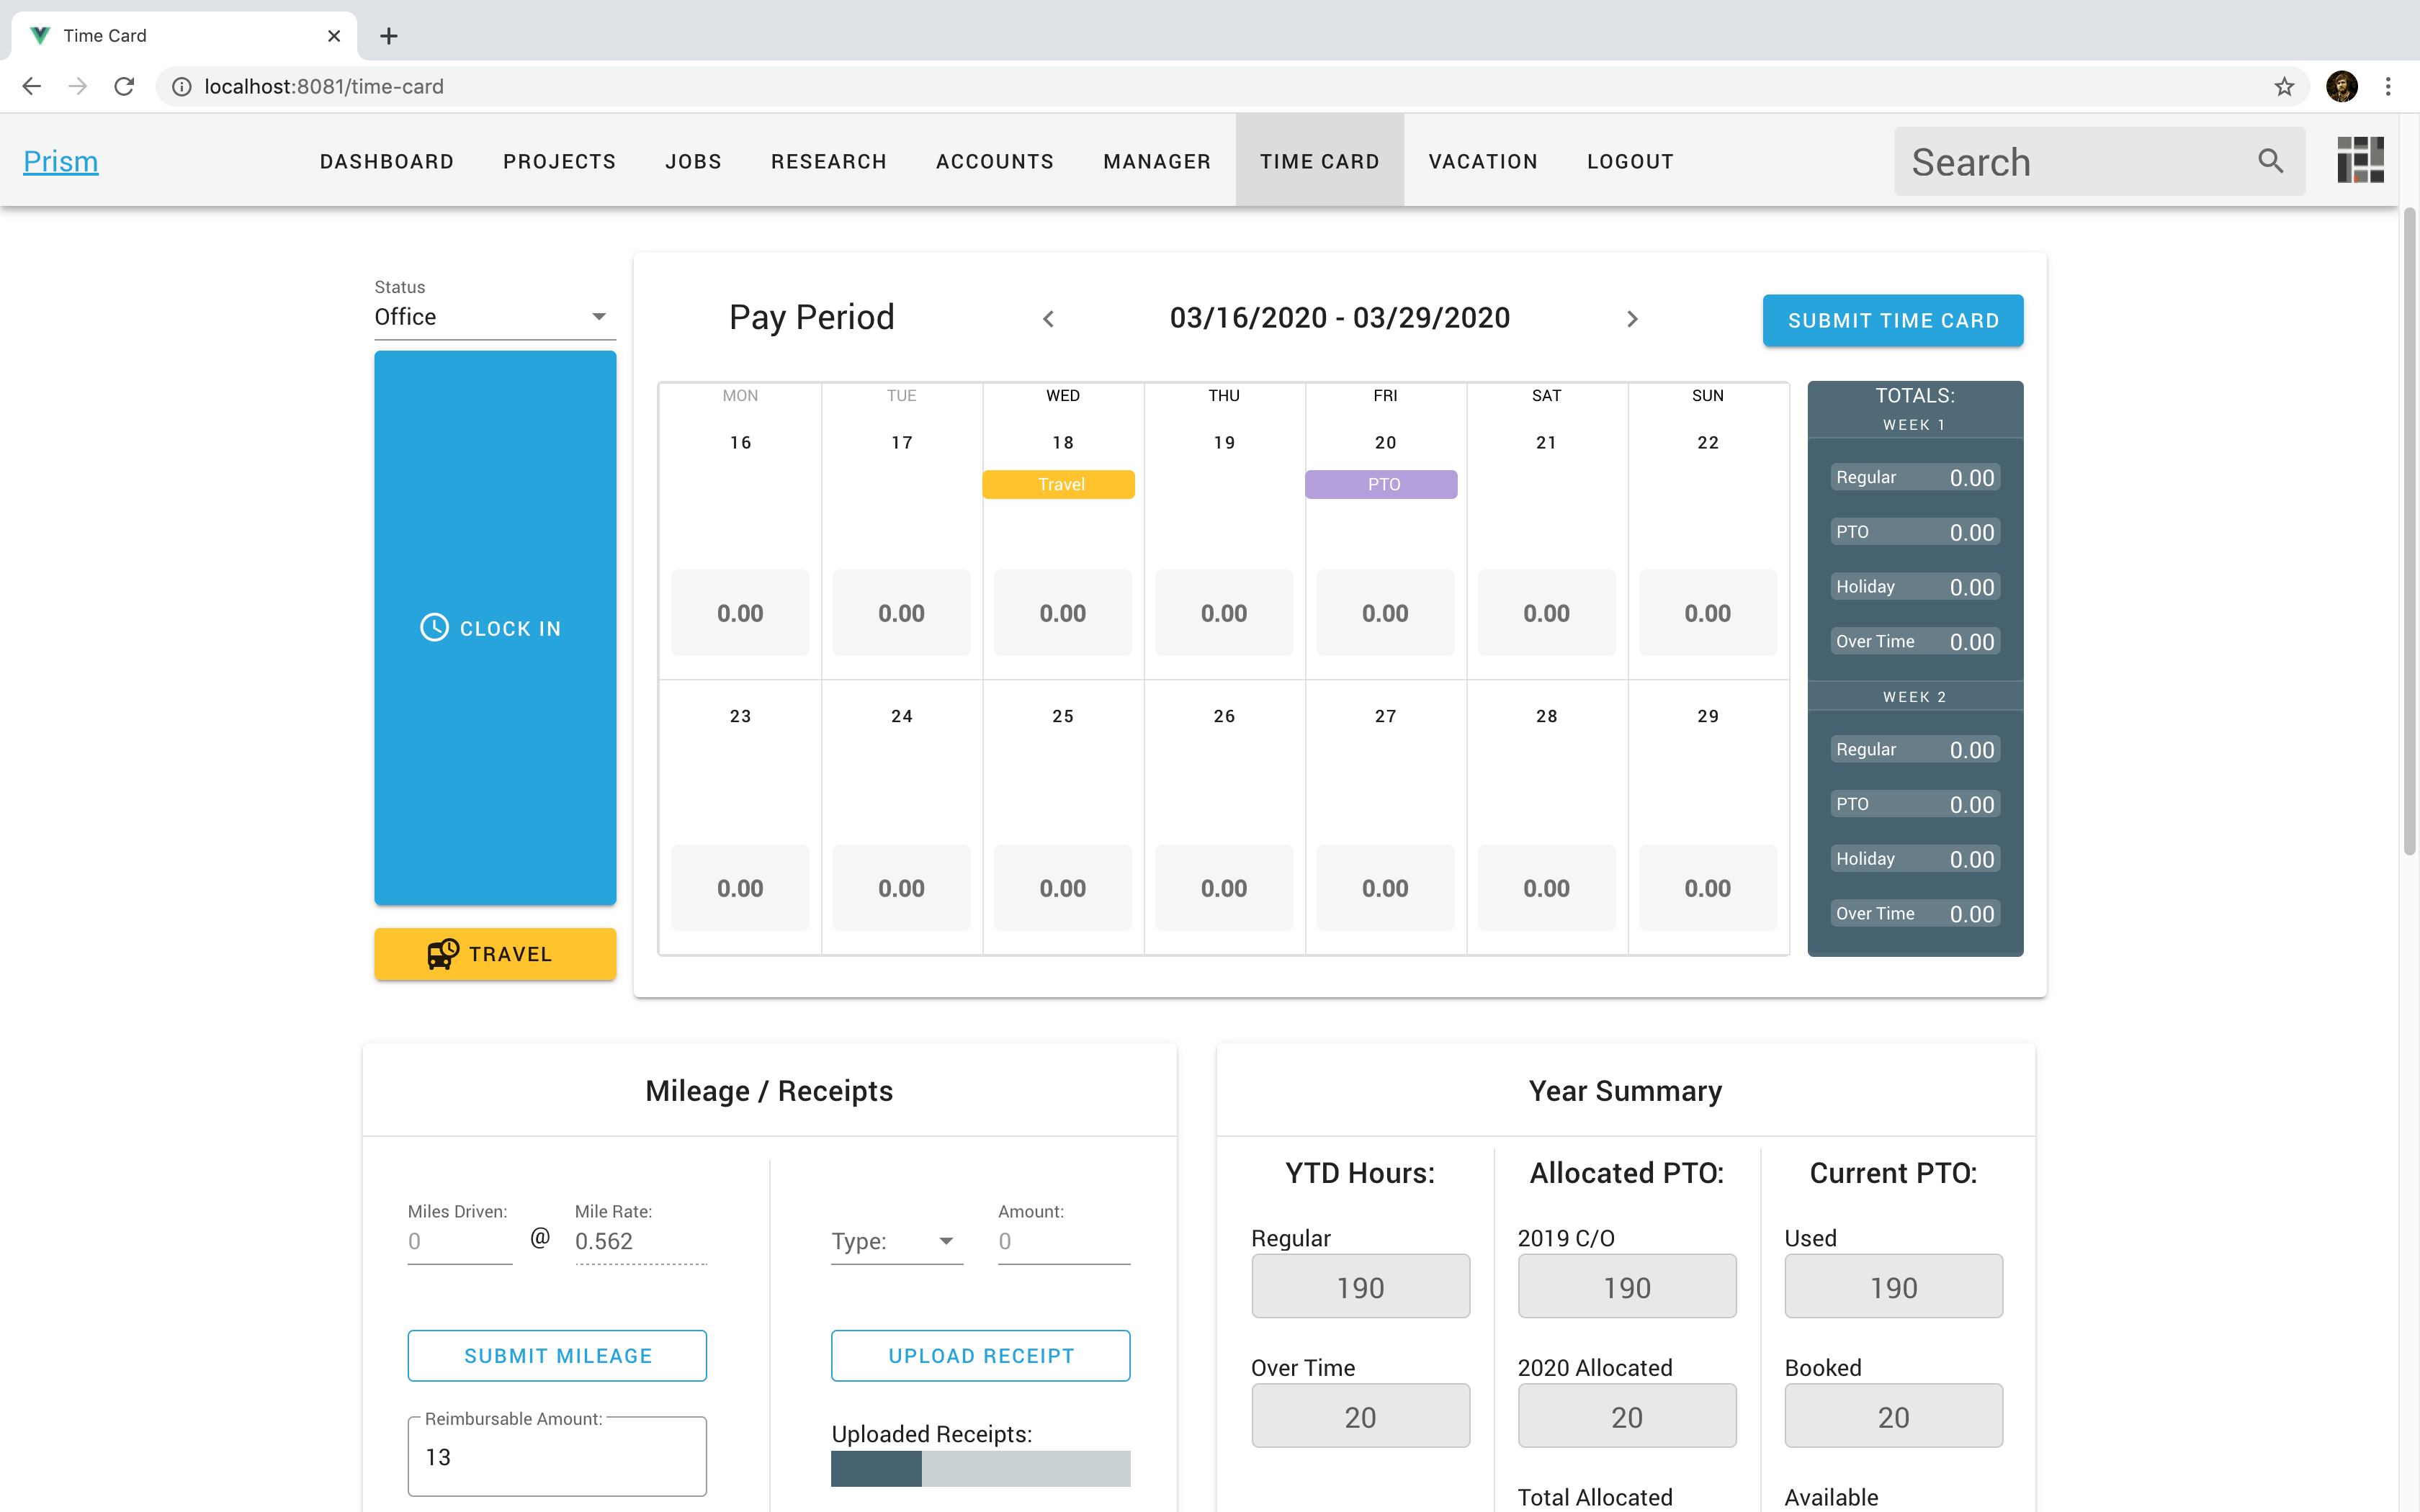 Time Card
localhost:8081/time-card
Prism
DASHBOARD PROJECTS JOBS RESEARCH ACCOUNTS MANAGER TIME CARD VACATION LOGOUT
Search
Status
Office
Pay Period
03/16/2020 - 03/29/2020
SUBMIT TIME CARD
CLOCK IN
TRAVEL
MON TUE WED THU FRI SAT SUN
16 17 18 19 20 21 22
Travel PTO
0.00 0.00 0.00 0.00 0.00 0.00 0.00
23 24 25 26 27 28 29
0.00 0.00 0.00 0.00 0.00 0.00 0.00
TOTALS:
WEEK 1
Regular 0.00
PTO 0.00
Holiday 0.00
Over Time 0.00
WEEK 2
Regular 0.00
PTO 0.00
Holiday 0.00
Over Time 0.00
Mileage / Receipts
Miles Driven:
0
@
Mile Rate:
0.562
SUBMIT MILEAGE
Reimbursable Amount:
13
Type:
Amount:
0
UPLOAD RECEIPT
Uploaded Receipts:
Year Summary
YTD Hours:
Regular
190
Over Time
20
Allocated PTO:
2019 C/O
190
2020 Allocated
20
Total Allocated
Current PTO:
Used
190
Booked
20
Available